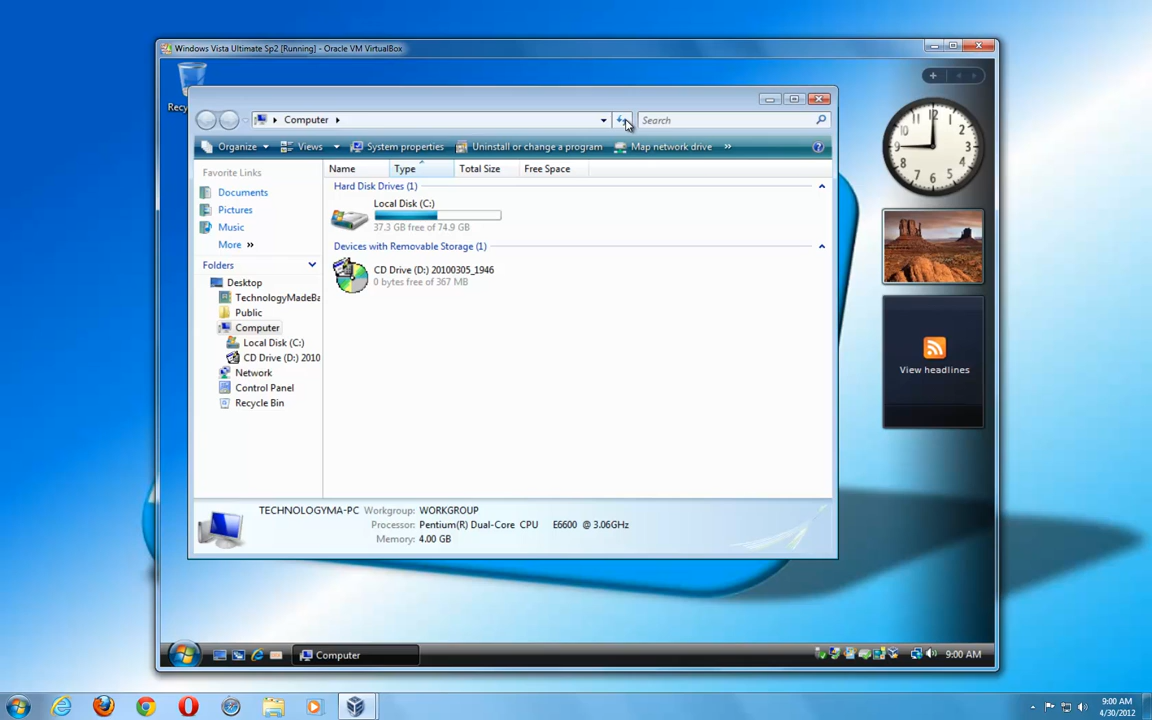 Windows Vista Ultimate Sp2 [Running] - Oracle VM VirtualBox
Recyc
Computer
Search
Organize Views System properties Uninstall or change a program Map network drive »
Favorite Links
Documents
Pictures
Music
More »
Folders
Desktop
TechnologyMadeBa
Public
Computer
Local Disk (C:)
CD Drive (D:) 2010
Network
Control Panel
Recycle Bin
Name Type Total Size Free Space
Hard Disk Drives (1)
Local Disk (C:)
37.3 GB free of 74.9 GB
Devices with Removable Storage (1)
CD Drive (D:) 20100305_1946
0 bytes free of 367 MB
TECHNOLOGYMA-PC Workgroup: WORKGROUP
Processor: Pentium(R) Dual-Core CPU E6600 @ 3.06GHz
Memory: 4.00 GB
12
View headlines
Computer
9:00 AM
9:00 AM
4/30/2012